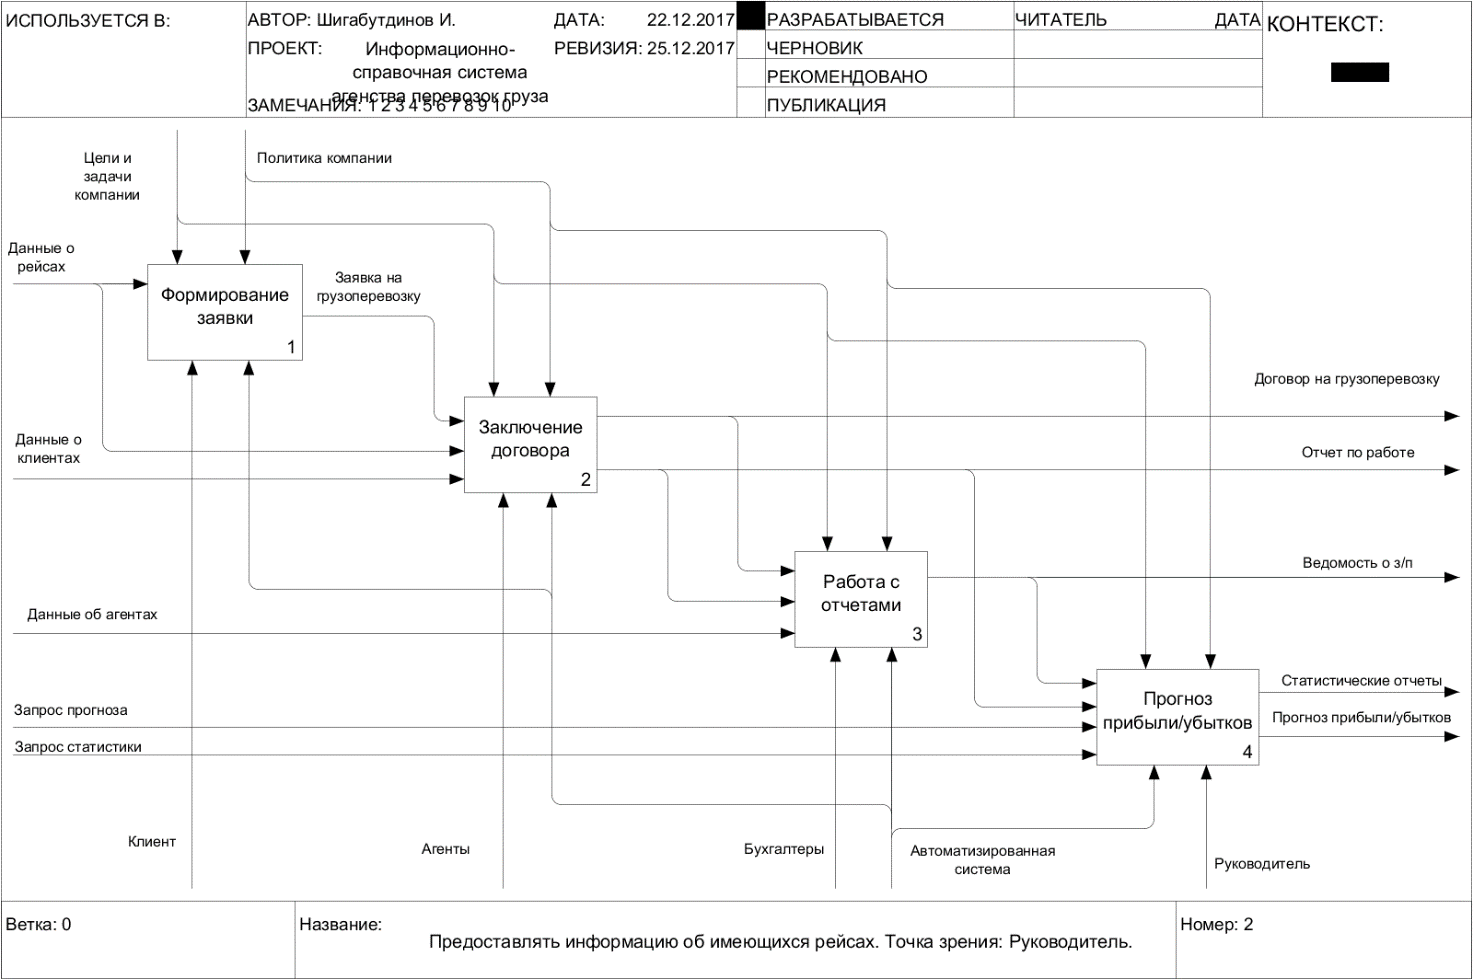 ИСПОЛЬЗУЕТСЯ В:
АВТОР: Шигабутдинов И.
ДАТА: 22.12.2017
ПРОЕКТ: Информационно-
справочная система
агенства перевозок груза
РЕВИЗИЯ: 25.12.2017
ЗАМЕЧАНИЯ: 1 2 3 4 5 6 7 8 9 10
РАЗРАБАТЫВАЕТСЯ
ЧЕРНОВИК
РЕКОМЕНДОВАНО
ПУБЛИКАЦИЯ
ЧИТАТЕЛЬ
ДАТА
КОНТЕКСТ:
Цели и
задачи
компании
Политика компании
Данные о
рейсах
Формирование
заявки
1
Заявка на
грузоперевозку
Договор на грузоперевозку
Данные о
клиентах
Заключение
договора
2
Отчет по работе
Ведомость о з/п
Работа с
отчетами
3
Данные об агентах
Прогноз
прибыли/убытков
4
Статистические отчеты
Прогноз прибыли/убытков
Запрос прогноза
Запрос статистики
Клиент
Агенты
Бухгалтеры
Автоматизированная
система
Руководитель
Ветка: 0
Название:
Предоставлять информацию об имеющихся рейсах. Точка зрения: Руководитель.
Номер: 2